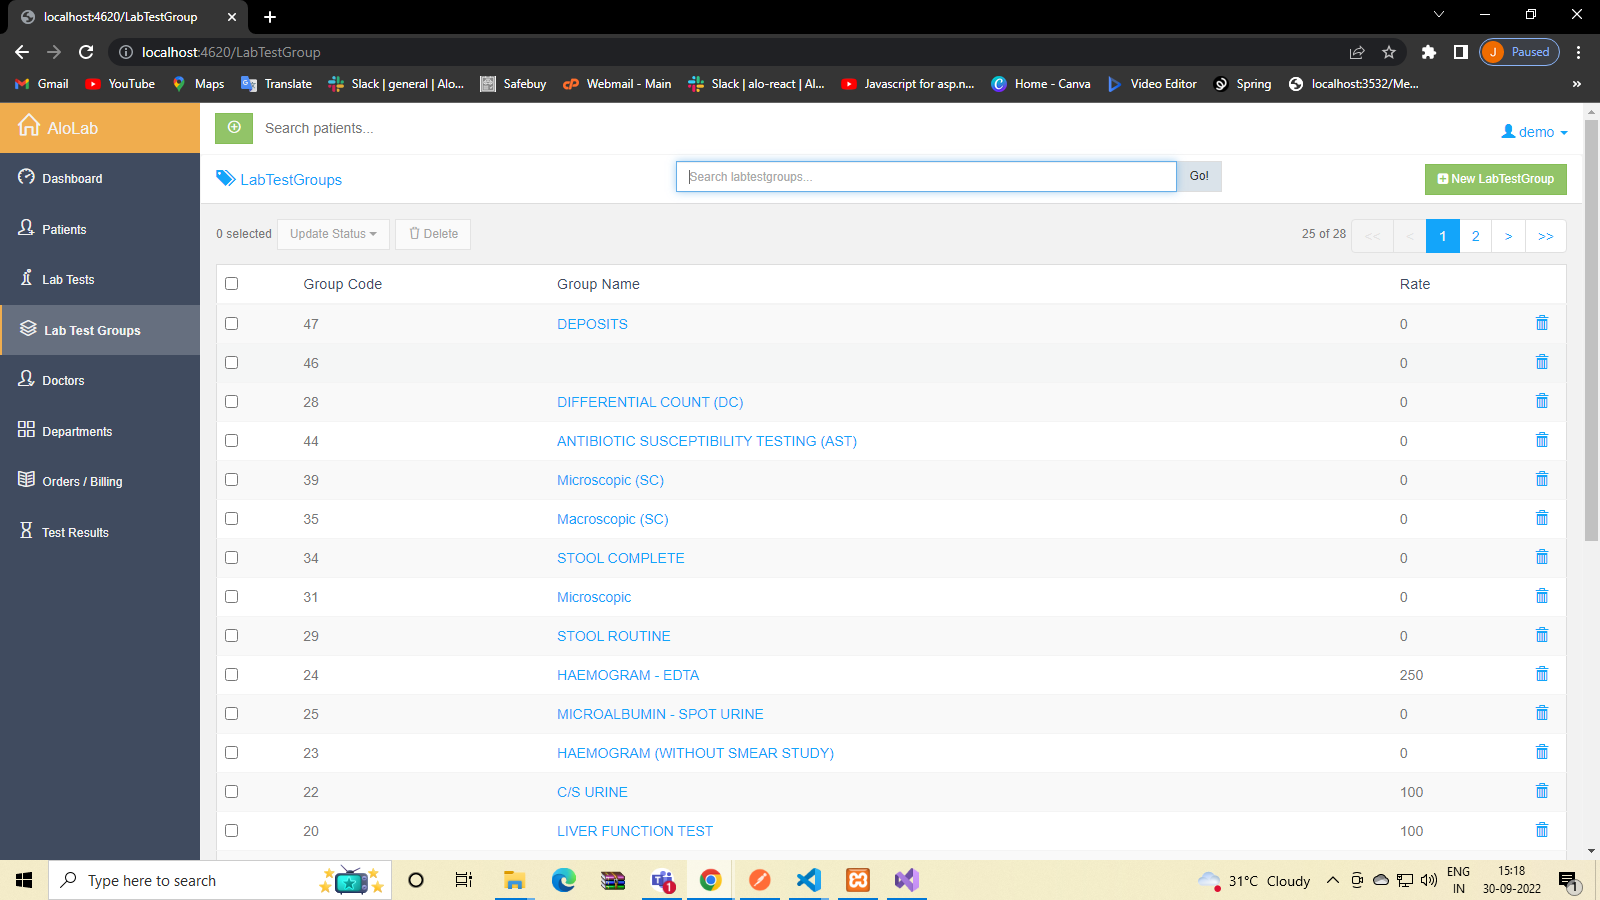 localhost:4620/LabTestGroup
localhost:4620/LabTestGroup
J Paused
Gmail YouTube Maps Translate Slack | general | Alo... Safebuy Webmail - Main Slack | alo-react | Al... Javascript for asp.n... Home - Canva Video Editor Spring localhost:3532/Me... »
AloLab
Search patients...
demo
Dashboard
Patients
Lab Tests
Lab Test Groups
Doctors
Departments
Orders / Billing
Test Results
LabTestGroups
Search labtestgroups...
Go!
New LabTestGroup
0 selected Update Status Delete
25 of 28 << < 1 2 > >>
Group Code Group Name Rate
47 DEPOSITS 0
46 0
28 DIFFERENTIAL COUNT (DC) 0
44 ANTIBIOTIC SUSCEPTIBILITY TESTING (AST) 0
39 Microscopic (SC) 0
35 Macroscopic (SC) 0
34 STOOL COMPLETE 0
31 Microscopic 0
29 STOOL ROUTINE 0
24 HAEMOGRAM - EDTA 250
25 MICROALBUMIN - SPOT URINE 0
23 HAEMOGRAM (WITHOUT SMEAR STUDY) 0
22 C/S URINE 100
20 LIVER FUNCTION TEST 100
Type here to search
1
31°C Cloudy
ENG
IN
15:18
30-09-2022
1